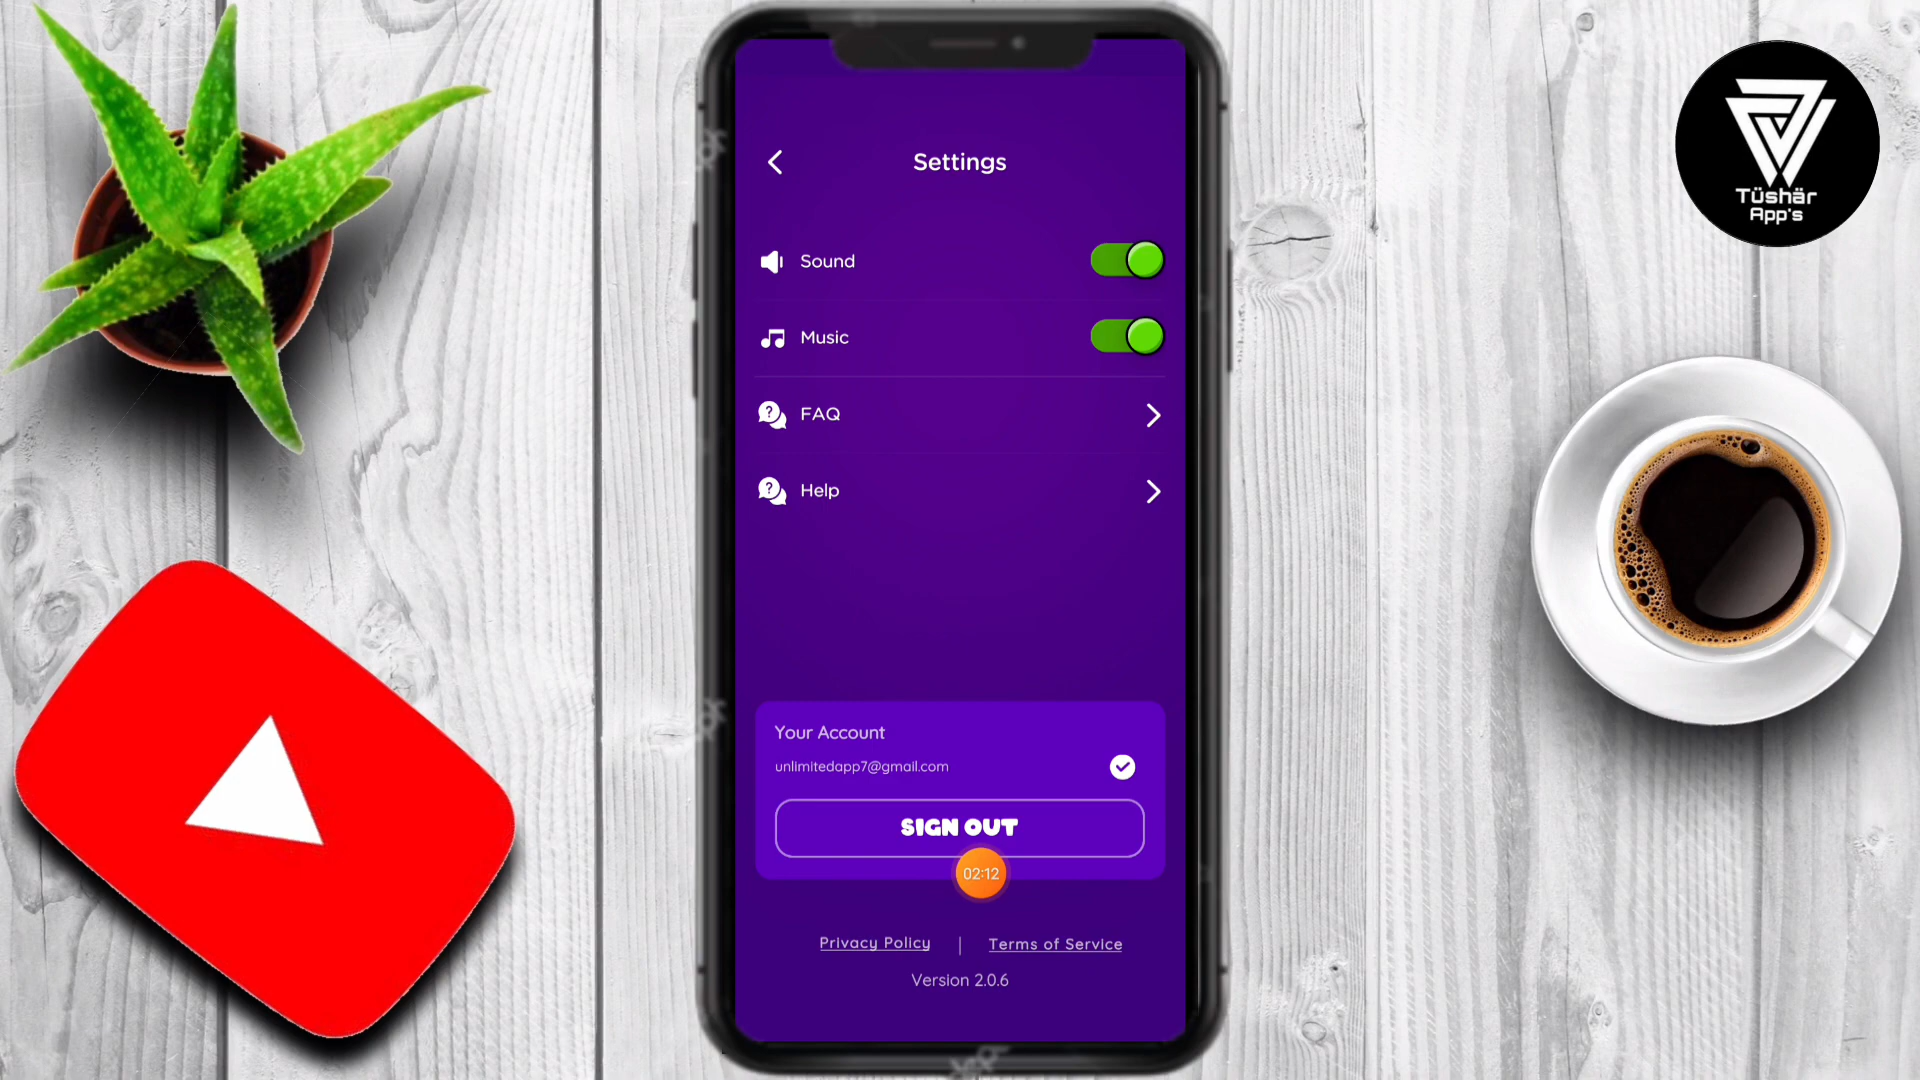 Settings
Sound
Music
FAQ
Help
Your Account
unlimitedapp7@gmail.com
SIGN OUT
02:12
Privacy Policy | Terms of Service
Version 2.0.6
Tüshär
App's